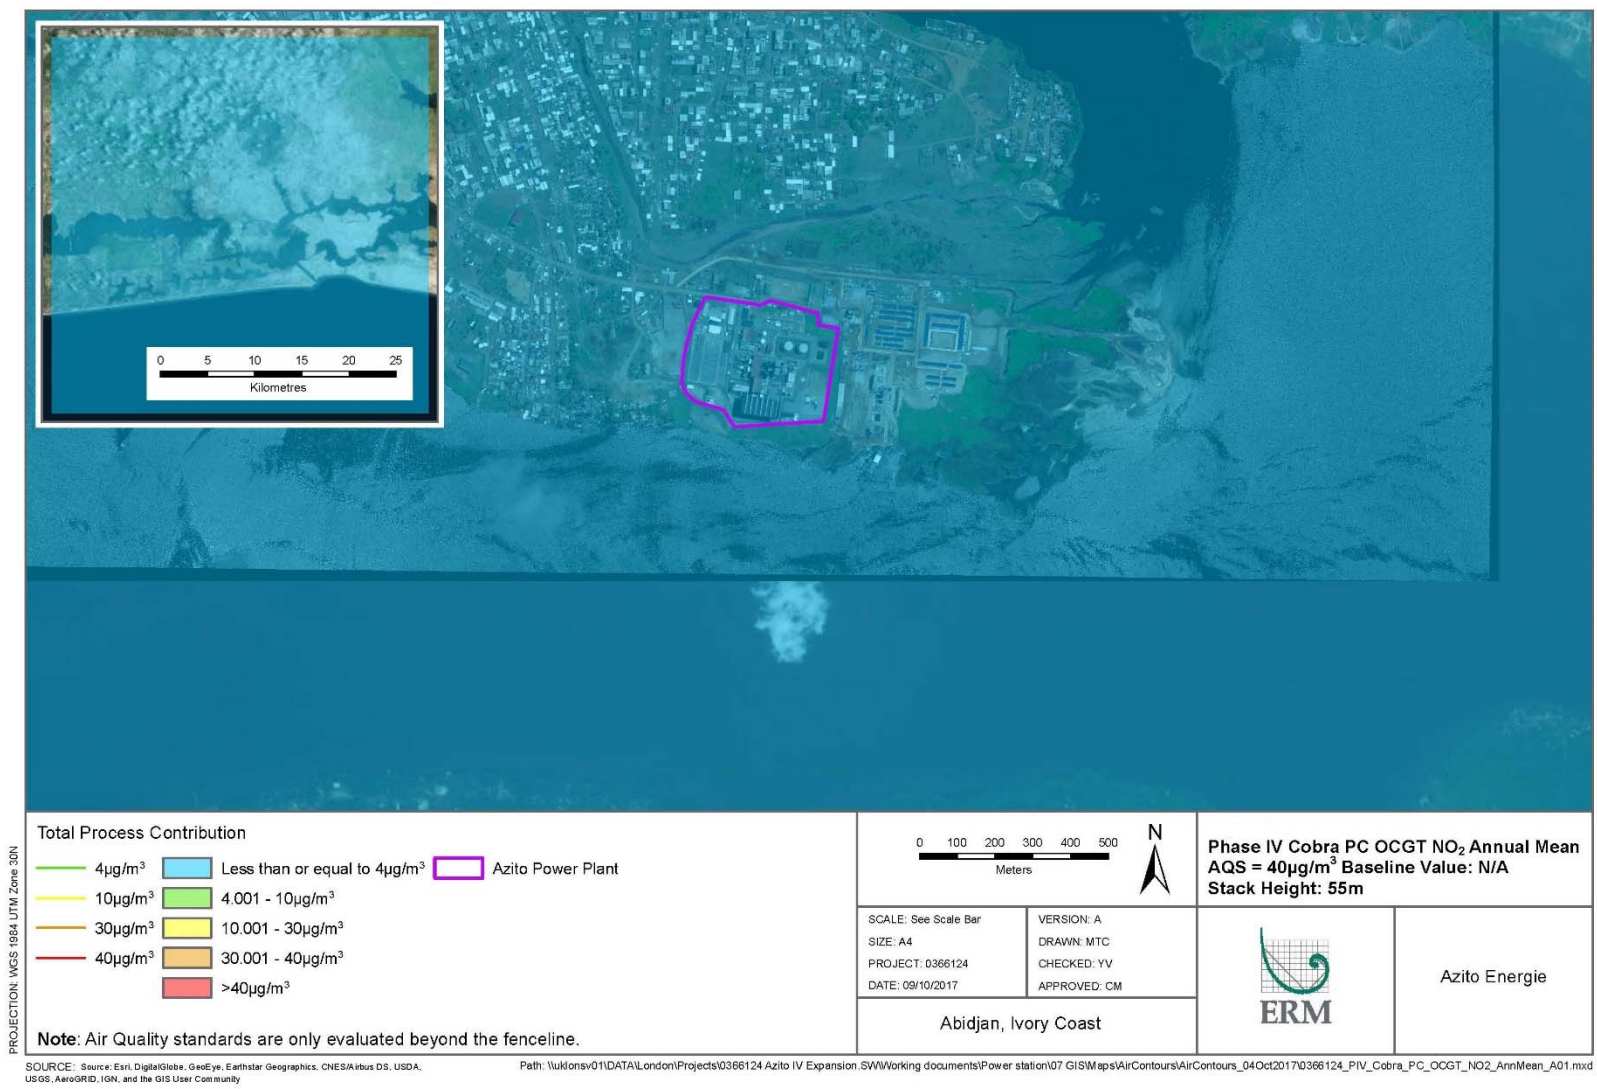 0 5 10 15 20 25
Kilometres
PROJECTION: WGS 1984 UTM Zone 30N
Total Process Contribution
4µg/m³ Less than or equal to 4µg/m³ Azito Power Plant
10µg/m³ 4.001 - 10µg/m³
30µg/m³ 10.001 - 30µg/m³
40µg/m³ 30.001 - 40µg/m³
>40µg/m³
Note: Air Quality standards are only evaluated beyond the fenceline.
0 100 200 300 400 500
Meters
N
Phase IV Cobra PC OCGT NO₂ Annual Mean
AQS = 40µg/m³ Baseline Value: N/A
Stack Height: 55m
SCALE: See Scale Bar
SIZE: A4
PROJECT: 0366124
DATE: 09/10/2017
VERSION: A
DRAWN: MTC
CHECKED: YV
APPROVED: CM
Abidjan, Ivory Coast
ERM
Azito Energie
SOURCE: Source: Esri, DigitalGlobe, GeoEye, Earthstar Geographics, CNES/Airbus DS, USDA,
USGS, AeroGRID, IGN, and the GIS User Community
Path: \\uklonsv01\DATA\London\Projects\0366124 Azito IV Expansion.SW\Working documents\Power station\07 GIS\Maps\AirContours\AirContours_04Oct2017\0366124_PIV_Cobra_PC_OCGT_NO2_AnnMean_A01.mxd